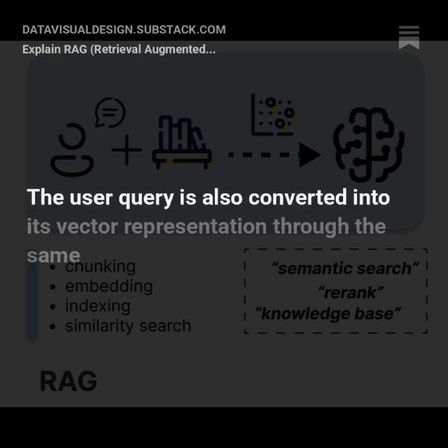 DATAVISUALDESIGN.SUBSTACK.COM
Explain RAG (Retrieval Augmented...
The user query is also converted into
its vector representation through the
same
• chunking
• embedding
• indexing
• similarity search
"semantic search"
"rerank"
"knowledge base"
RAG